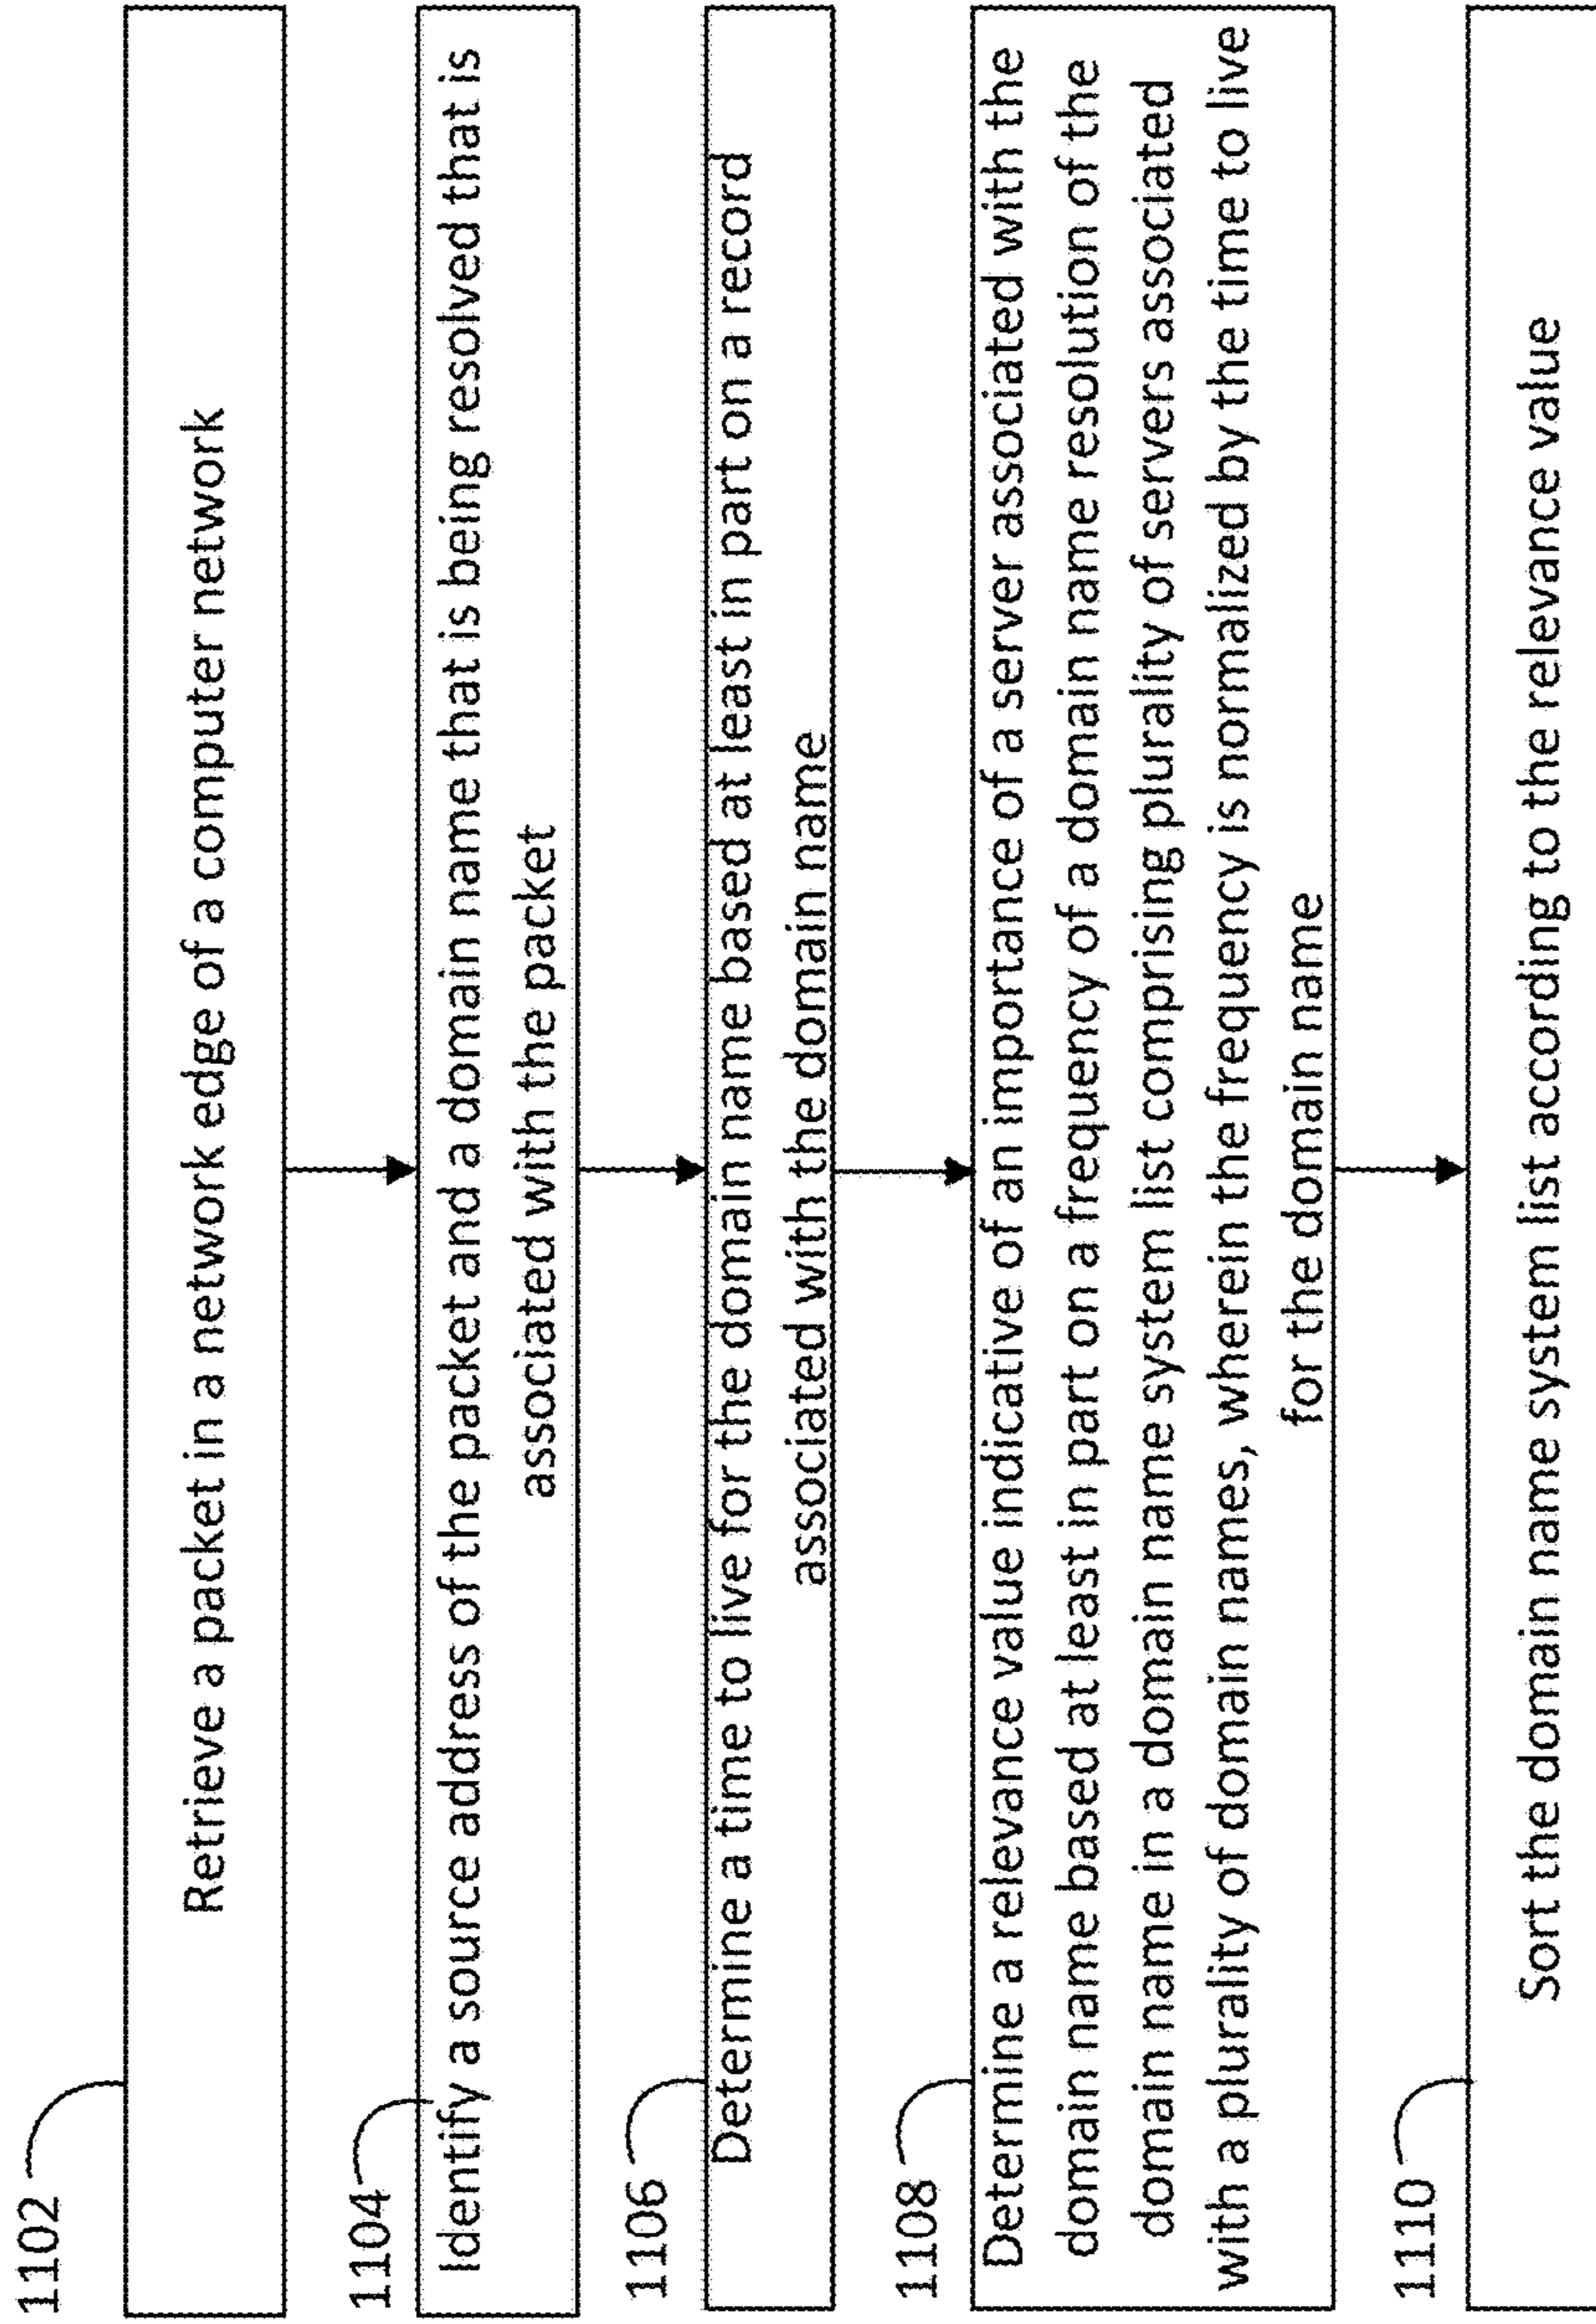 1102
Retrieve a packet in a network edge of a computer network
1104
Identify a source address of the packet and a domain name that is being resolved that is
associated with the packet
1106
Determine a time to live for the domain name based at least in part on a record
associated with the domain name
1108
Determine a relevance value indicative of an importance of a server associated with the
domain name based at least in part on a frequency of a domain name resolution of the
domain name in a domain name system list comprising plurality of servers associated
with a plurality of domain names, wherein the frequency is normalized by the time to live
for the domain name
1110
Sort the domain name system list according to the relevance value